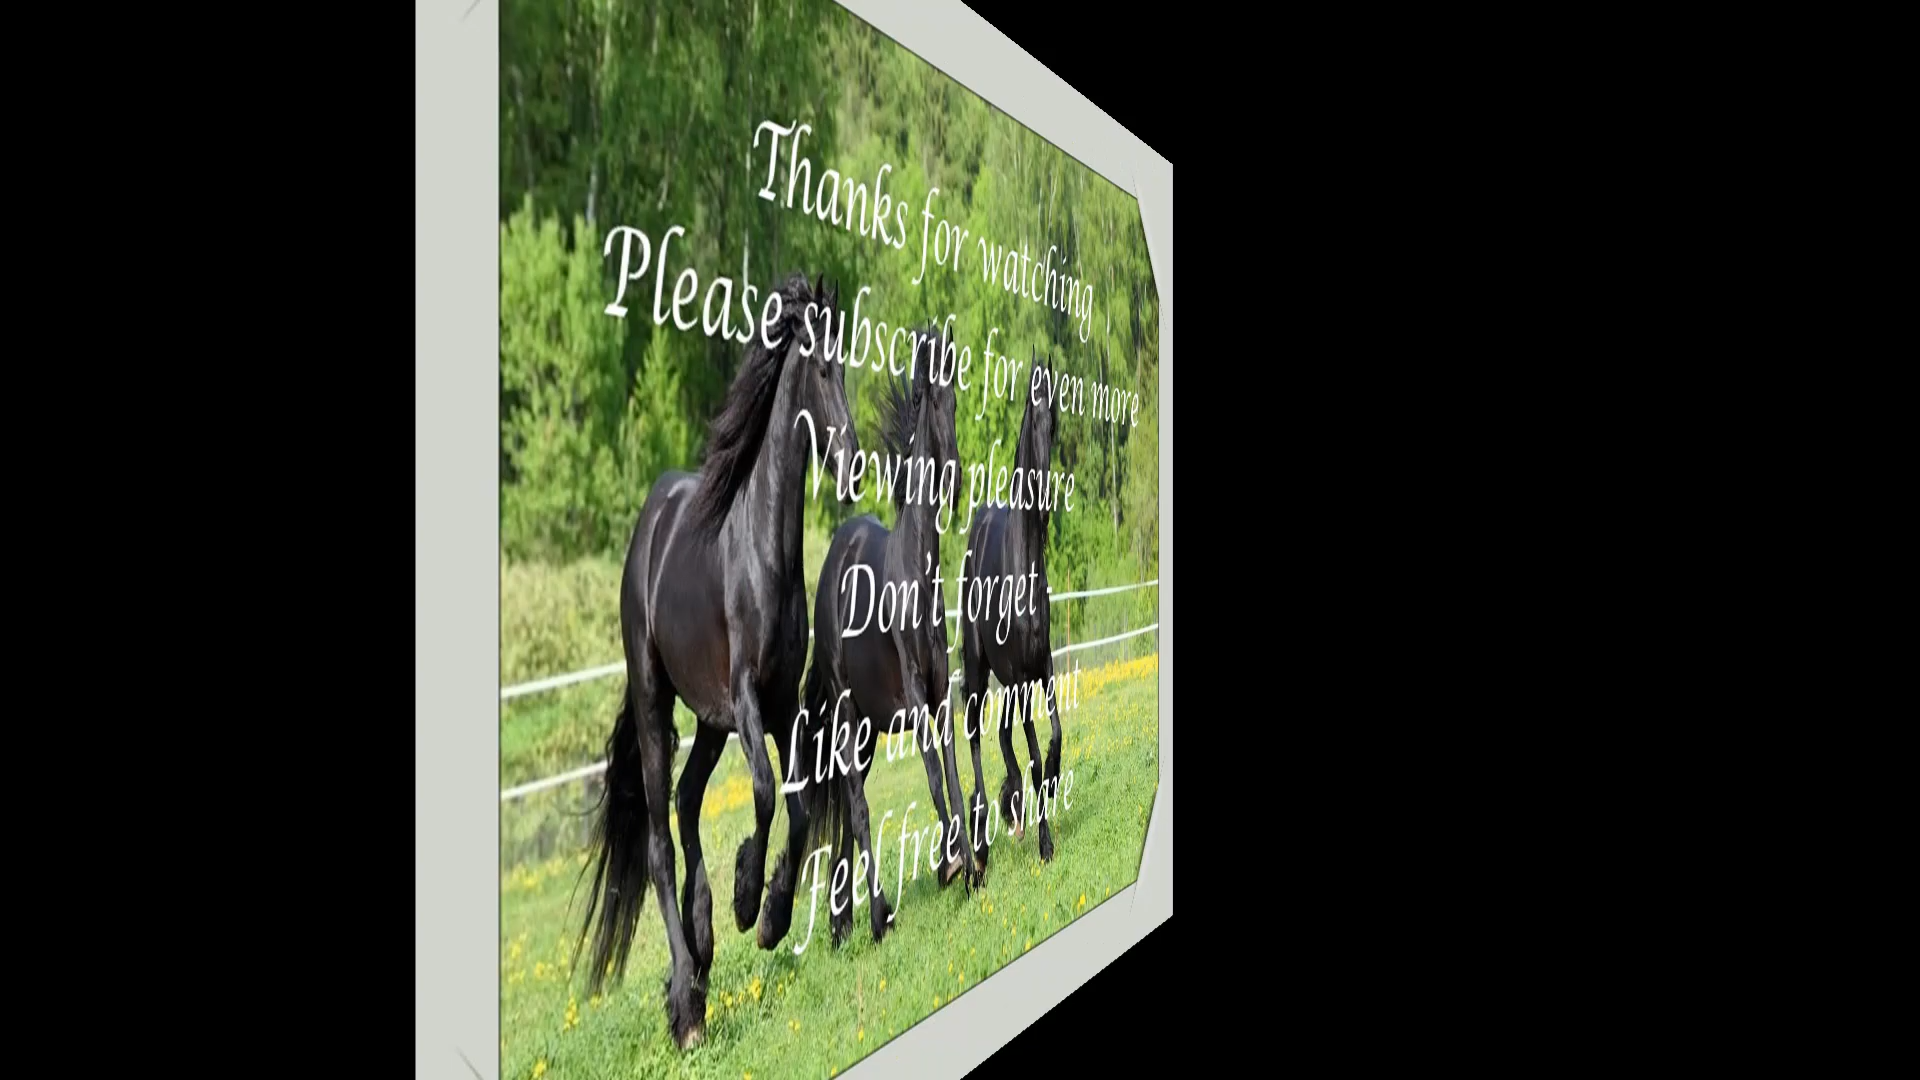 Thanks for watching
Please subscribe for even more
Viewing pleasure
Don't forget -
Like and comment
Feel free to share